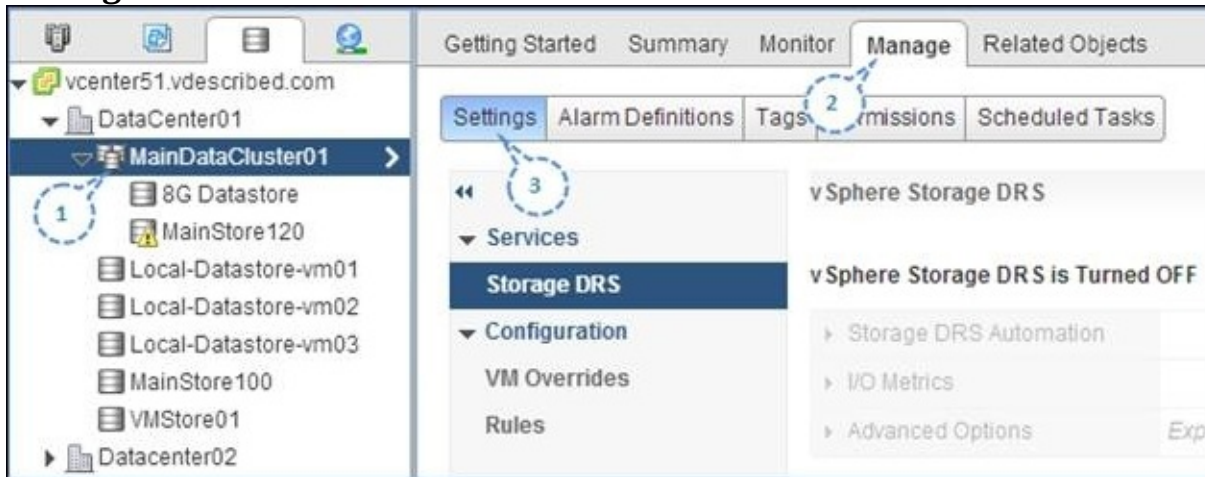 Getting Started Summary Monitor Manage Related Objects
vcenter51.vdescribed.com
DataCenter01
MainDataCluster01
8G Datastore
MainStore120
Local-Datastore-vm01
Local-Datastore-vm02
Local-Datastore-vm03
MainStore100
VMStore01
Datacenter02
1
2
Settings Alarm Definitions Tags Scheduled Tasks
3
vSphere Storage DRS
Services
Storage DRS
vSphere Storage DRS is Turned OFF
Configuration
Storage DRS Automation
VM Overrides
I/O Metrics
Rules
Advanced Options